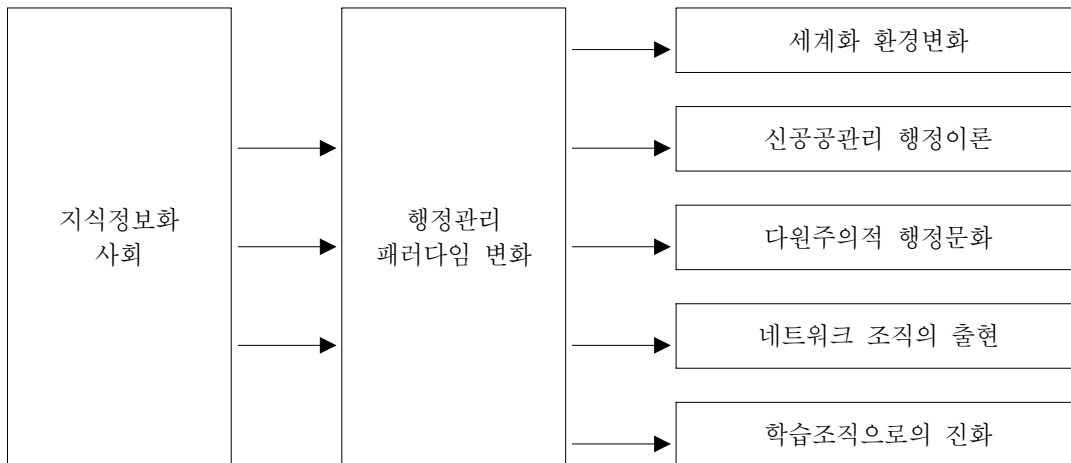 지식정보화
사회
행정관리
패러다임 변화
세계화 환경변화
신공공관리 행정이론
다원주의적 행정문화
네트워크 조직의 출현
학습조직으로의 진화